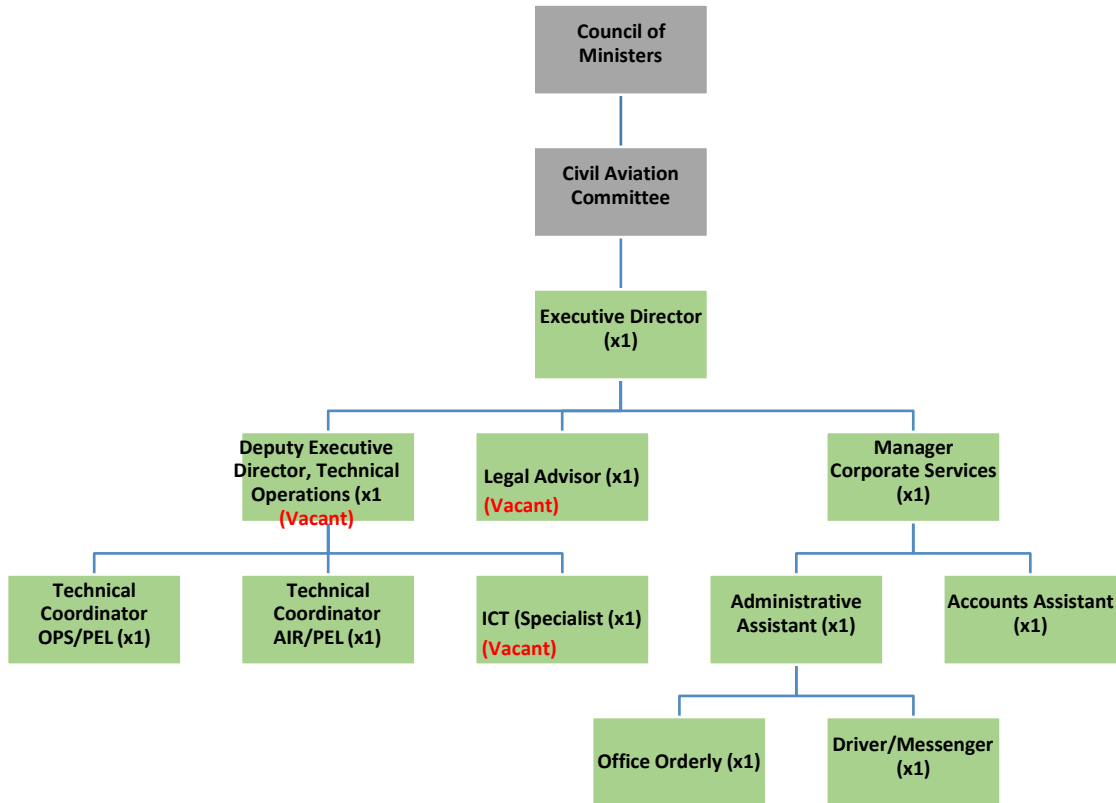 Council of
Ministers
Civil Aviation
Committee
Executive Director
(x1)
Deputy Executive
Director, Technical
Operations (x1
(Vacant)
Legal Advisor (x1)
(Vacant)
Manager
Corporate Services
(x1)
Technical
Coordinator
OPS/PEL (x1)
Technical
Coordinator
AIR/PEL (x1)
ICT (Specialist (x1)
(Vacant)
Administrative
Assistant (x1)
Accounts Assistant
(x1)
Office Orderly (x1)
Driver/Messenger
(x1)